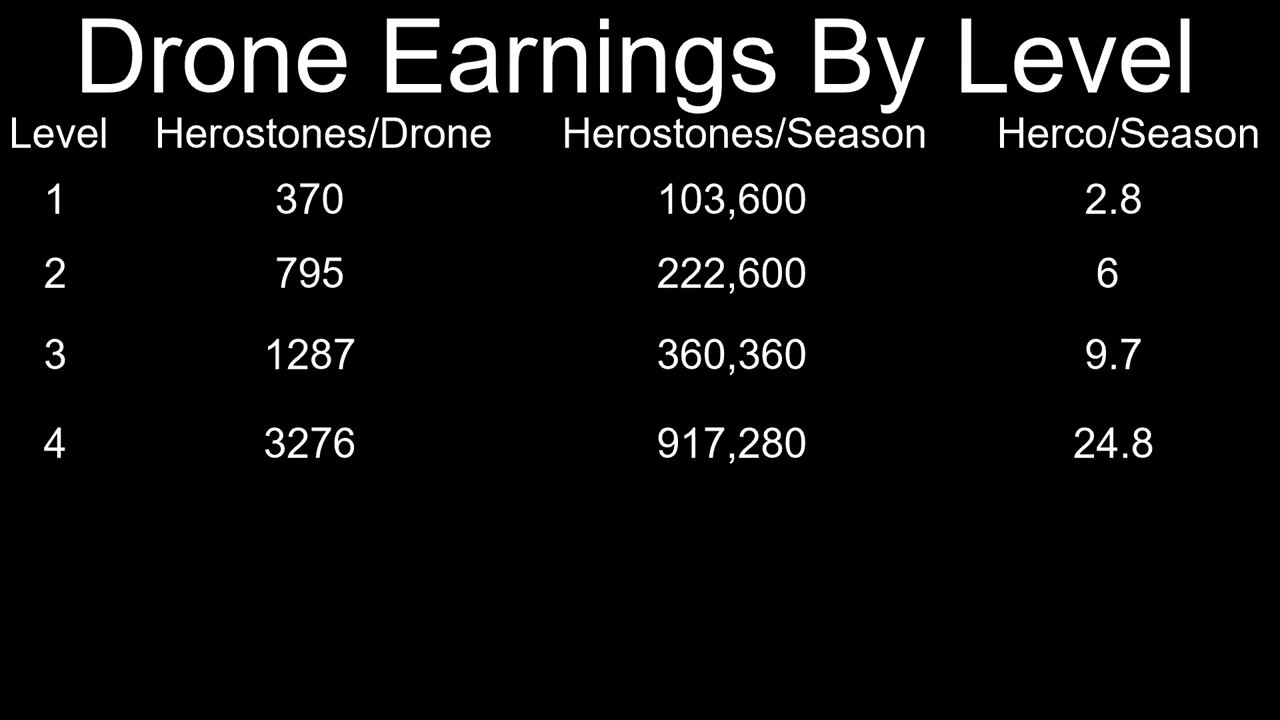 Drone Earnings By Level
Level Herostones/Drone Herostones/Season Herco/Season
1 370 103,600 2.8
2 795 222,600 6
3 1287 360,360 9.7
4 3276 917,280 24.8